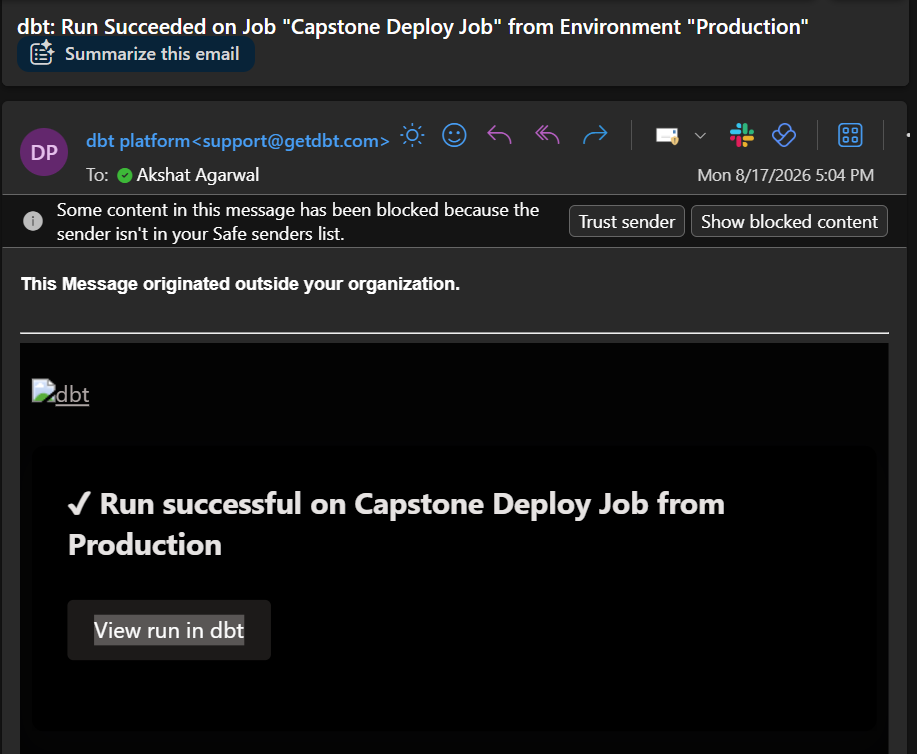 dbt: Run Succeeded on Job "Capstone Deploy Job" from Environment "Production"
Summarize this email
DP
dbt platform<support@getdbt.com>
To: Akshat Agarwal
Mon 8/17/2026 5:04 PM
Some content in this message has been blocked because the
sender isn't in your Safe senders list.
Trust sender
Show blocked content
This Message originated outside your organization.
dbt
✔ Run successful on Capstone Deploy Job from
Production
View run in dbt